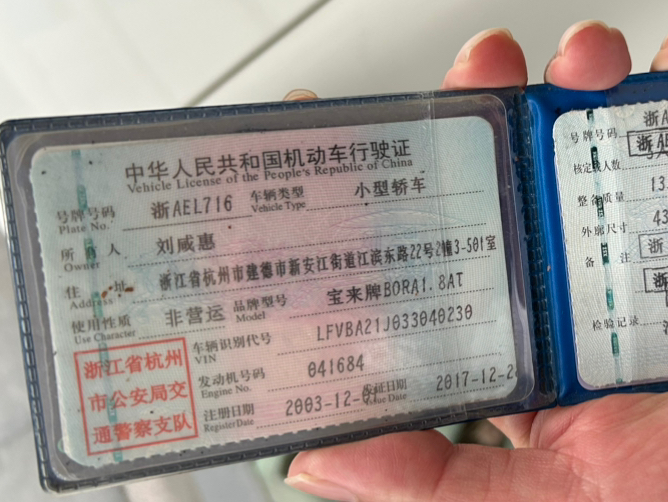 中华人民共和国机动车行驶证
Vehicle License of the People's Republic of China
号牌号码 浙AEL716 车辆类型 小型轿车
Plate No. Vehicle Type
所有人 刘威惠
Owner
住址 浙江省杭州市建德市新安江街道江滨东路22号2幢3-501室
Address
使用性质 非营运 品牌型号 宝来牌BORA1.8AT
Use Character Model
浙江省杭州
市公安局交
通警察支队
车辆识别代号 LFVBA21J033040230
VIN
发动机号码 041684
Engine No.
注册日期 2003-12-01 发证日期 2017-12-2
Register Date Issue Date
号牌号码 浙A
核定载人数
整备质量 13
外廓尺寸 43
备注 浙
检验记录